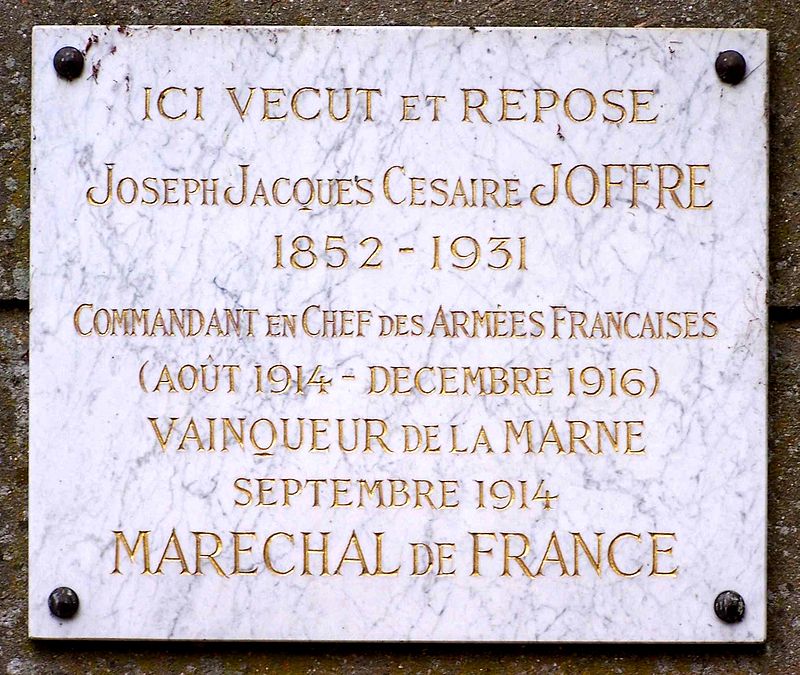 ICI VECUT ET REPOSE
JOSEPH JACQUES CESAIRE JOFFRE
1852 - 1931
COMMANDANT EN CHEF DES ARMÉES FRANCAISES
(AOÛT 1914 - DECEMBRE 1916)
VAINQUEUR DE LA MARNE
SEPTEMBRE 1914
MARECHAL DE FRANCE